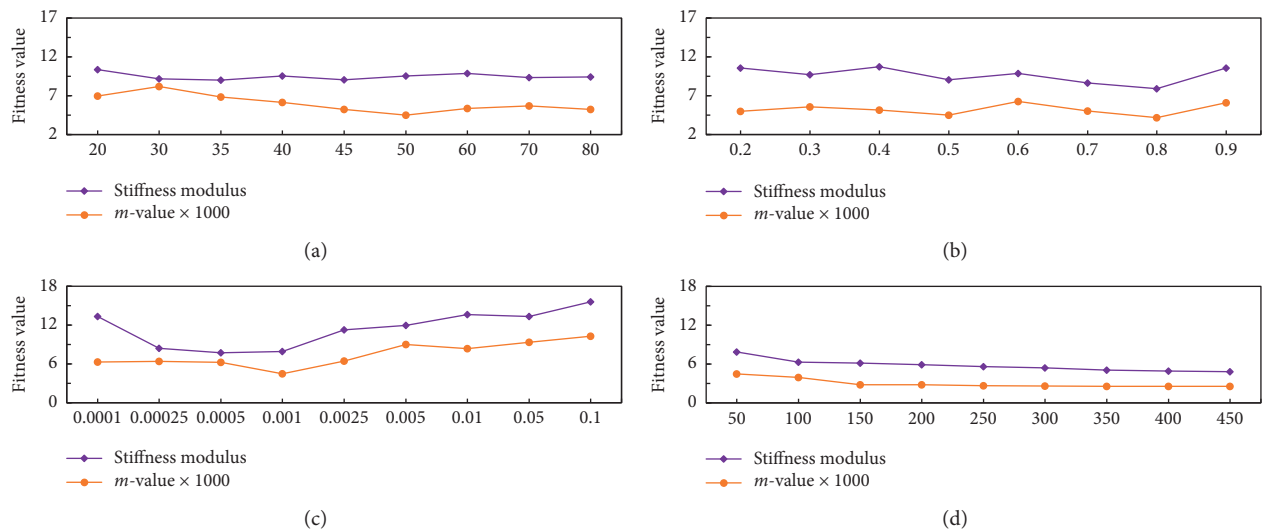 Fitness value
17
12
7
2
20 30 35 40 45 50 60 70 80
Stiffness modulus
m-value × 1000
(a)
Fitness value
17
12
7
2
0.2 0.3 0.4 0.5 0.6 0.7 0.8 0.9
Stiffness modulus
m-value × 1000
(b)
Fitness value
18
12
6
0
0.0001 0.00025 0.0005 0.001 0.0025 0.005 0.01 0.05 0.1
Stiffness modulus
m-value × 1000
(c)
Fitness value
18
12
6
0
50 100 150 200 250 300 350 400 450
Stiffness modulus
m-value × 1000
(d)